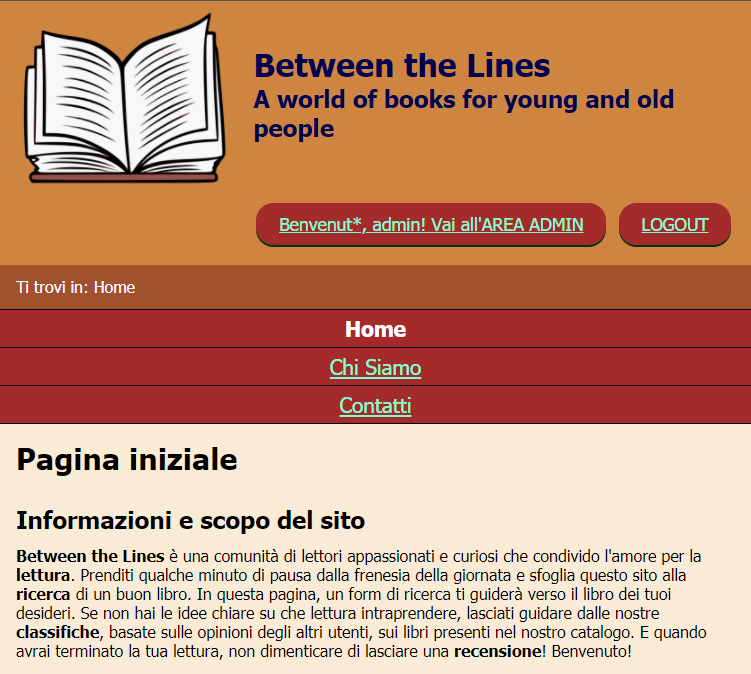 Between the Lines
A world of books for young and old
people
Benvenut*, admin! Vai all'AREA ADMIN
LOGOUT
Ti trovi in: Home
Home
Chi Siamo
Contatti
Pagina iniziale
Informazioni e scopo del sito
Between the Lines è una comunità di lettori appassionati e curiosi che condivido l'amore per la
lettura. Prenditi qualche minuto di pausa dalla frenesia della giornata e sfoglia questo sito alla
ricerca di un buon libro. In questa pagina, un form di ricerca ti guiderà verso il libro dei tuoi
desideri. Se non hai le idee chiare su che lettura intraprendere, lasciati guidare dalle nostre
classifiche, basate sulle opinioni degli altri utenti, sui libri presenti nel nostro catalogo. E quando
avrai terminato la tua lettura, non dimenticare di lasciare una recensione! Benvenuto!